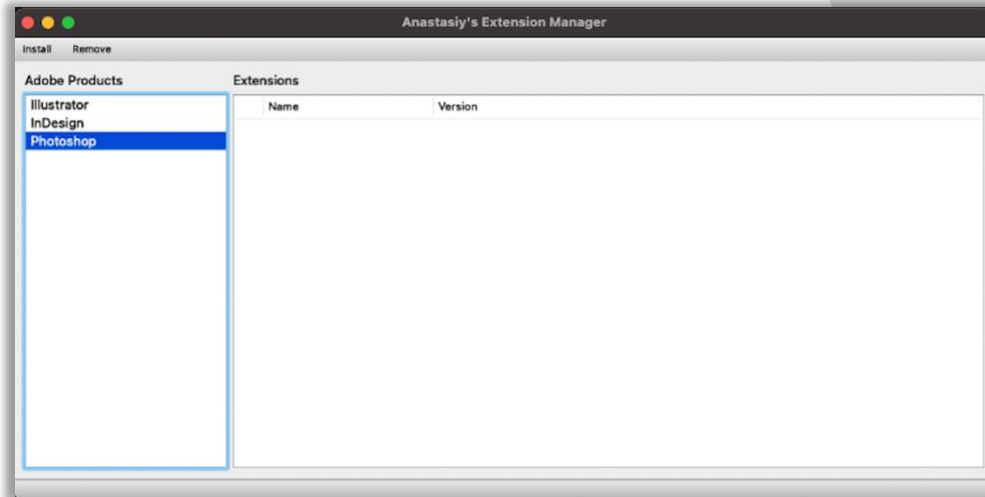 Anastasiy's Extension Manager
Install Remove
Adobe Products Extensions
Illustrator
InDesign
Photoshop
Name Version